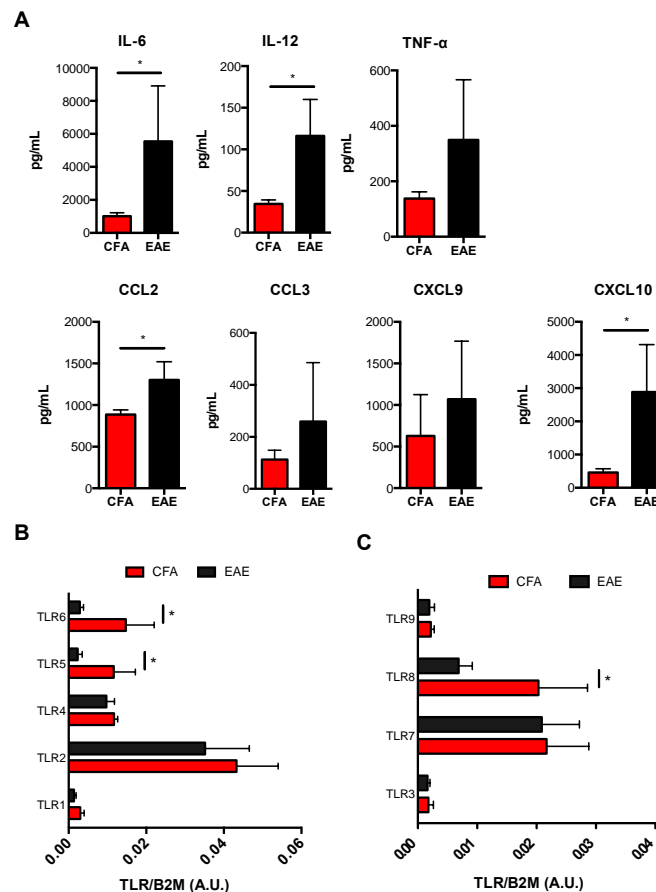 A
IL-6
IL-12
TNF-α
pg/mL
10000
8000
6000
4000
2000
0
*
CFA
EAE
pg/mL
150
100
50
0
*
CFA
EAE
pg/mL
600
400
200
0
CFA
EAE
CCL2
CCL3
CXCL9
CXCL10
pg/mL
2000
1500
1000
500
0
*
CFA
EAE
pg/mL
600
400
200
0
CFA
EAE
pg/mL
2000
1500
1000
500
0
CFA
EAE
pg/mL
5000
4000
3000
2000
1000
0
*
CFA
EAE
B
CFA
EAE
TLR6
*
TLR5
*
TLR4
TLR2
TLR1
0.00
0.02
0.04
0.06
TLR/B2M (A.U.)
C
CFA
EAE
TLR9
TLR8
*
TLR7
TLR3
0.00
0.01
0.02
0.03
0.04
TLR/B2M (A.U.)